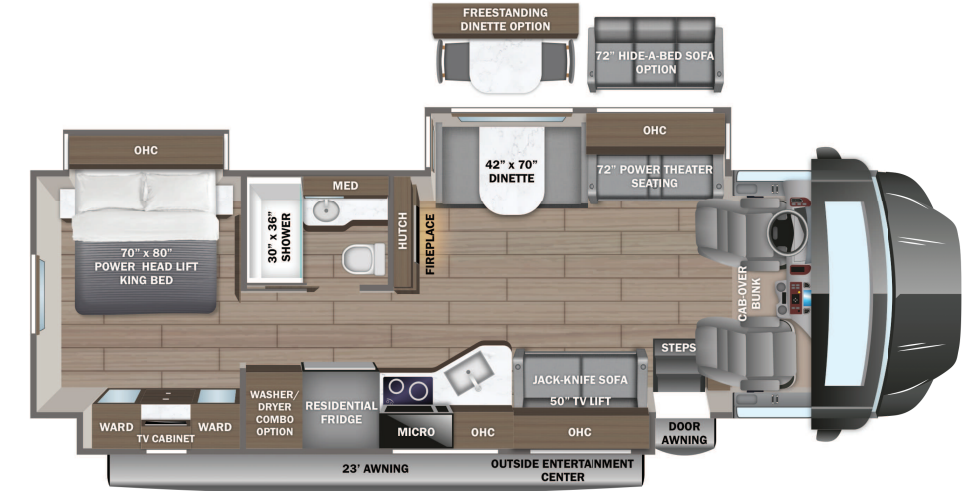 FREESTANDING
DINETTE OPTION
72” HIDE-A-BED SOFA
OPTION
OHC
OHC
42” x 70”
DINETTE
72” POWER THEATER
SEATING
MED
30” x 36”
SHOWER
HUTCH
FIREPLACE
70” x 80”
POWER HEAD LIFT
KING BED
CAB-OVER
BUNK
STEPS
JACK-KNIFE SOFA
50” TV LIFT
WASHER/
DRYER
COMBO
OPTION
RESIDENTIAL
FRIDGE
WARD
TV CABINET
WARD
MICRO
OHC
OHC
DOOR
AWNING
23’ AWNING
OUTSIDE ENTERTAINMENT
CENTER